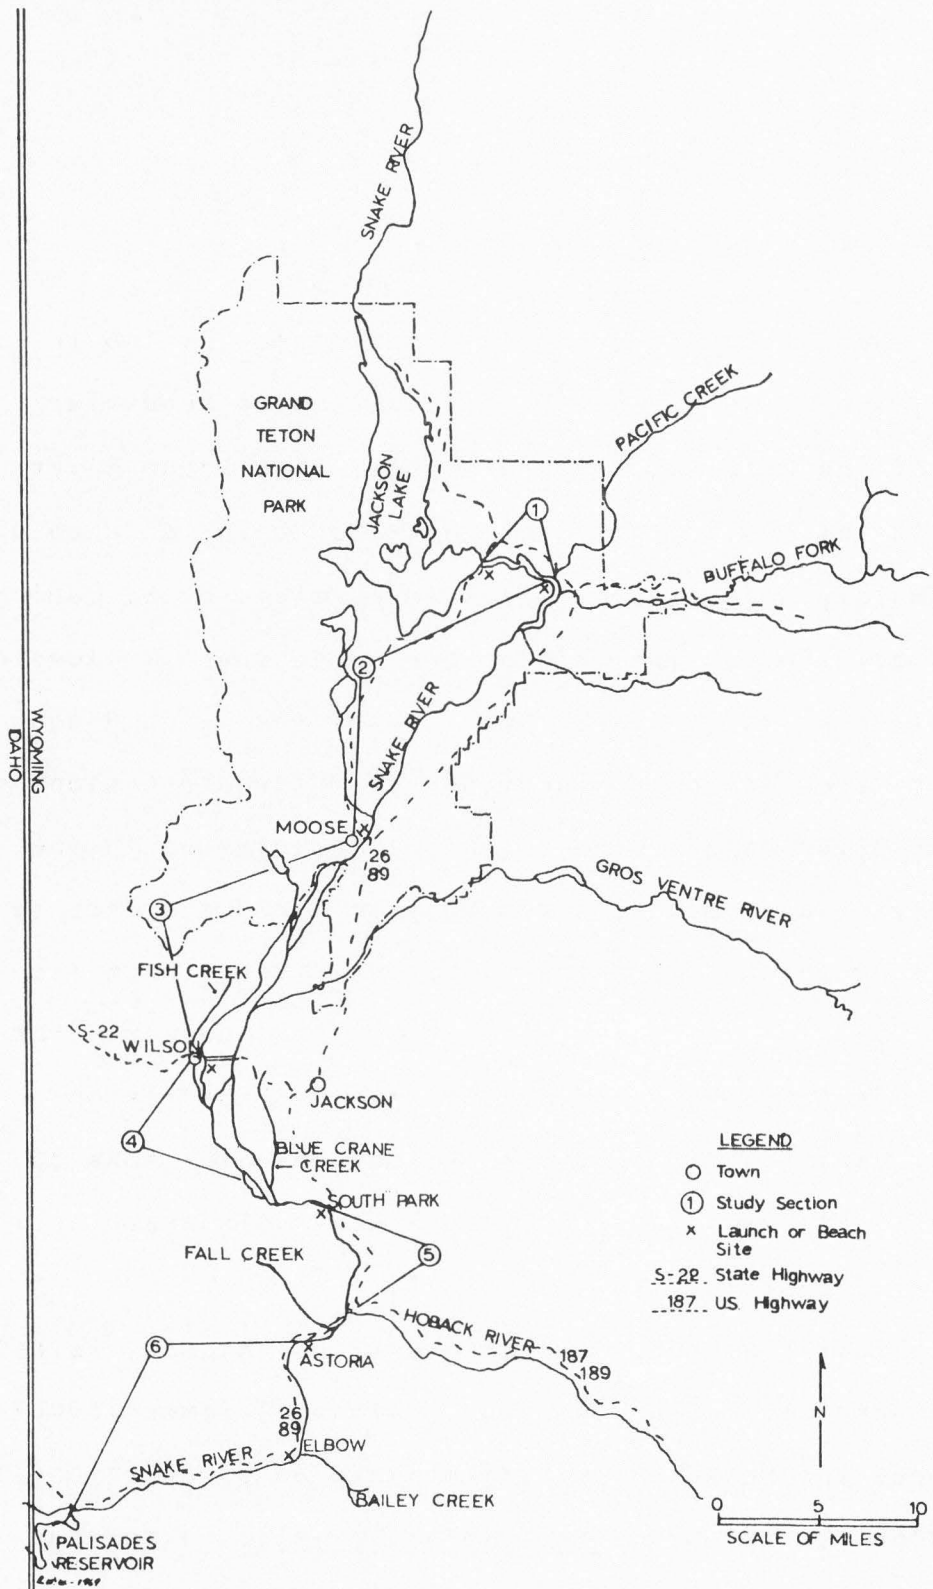 SNAKE RIVER
GRAND
TETON
NATIONAL
PARK
JACKSON
LAKE
PACIFIC CREEK
1
BUFFALO FORK
2
SNAKE RIVER
WYOMING
IDAHO
MOOSE
26
89
GROS VENTRE RIVER
3
FISH CREEK
S-22
WILSON
JACKSON
4
BLUE CRANE
CREEK
SOUTH PARK
FALL CREEK
5
HOBACK RIVER
187
189
6
ASTORIA
26
89
ELBOW
SNAKE RIVER
BAILEY CREEK
PALISADES
RESERVOIR
1969
LEGEND
Town
1 Study Section
x Launch or Beach
Site
S-22 State Highway
187 US. Highway
N
0 5 10
SCALE OF MILES